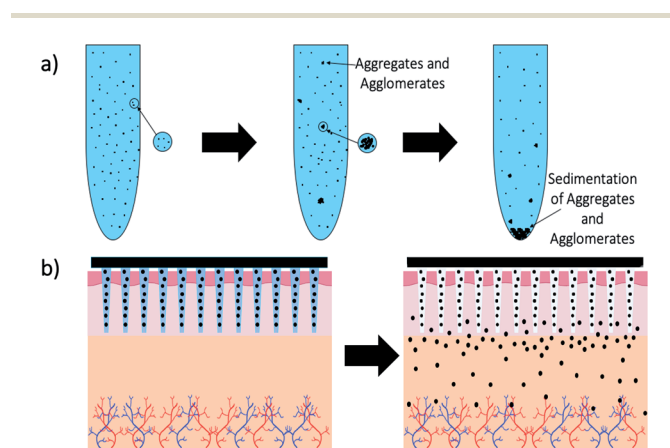 a)
Aggregates and
Agglomerates
Sedimentation
of Aggregates
and
Agglomerates
b)